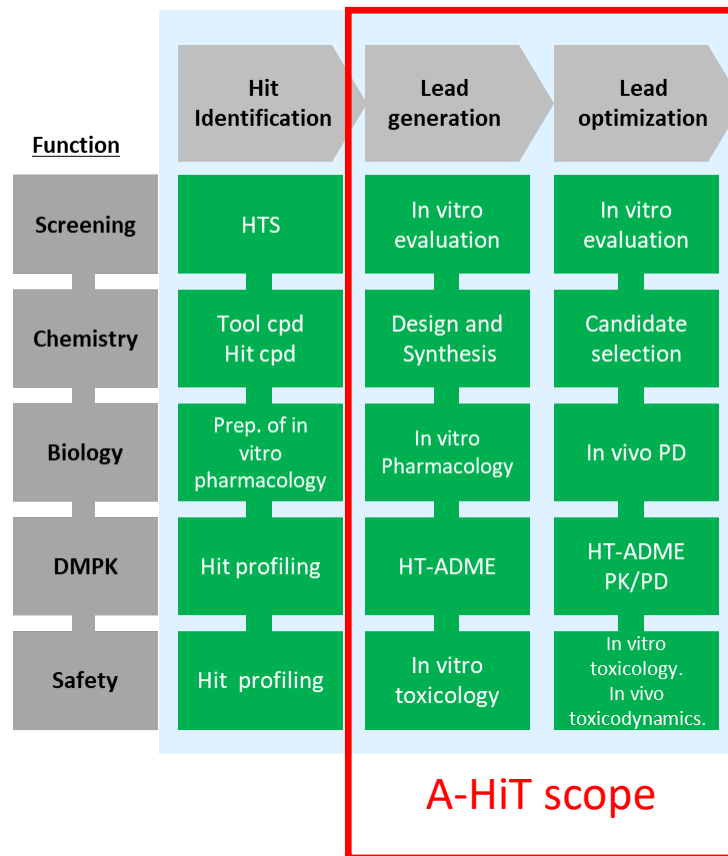 Hit
Identification
Lead
generation
Lead
optimization
Function
Screening
HTS
In vitro
evaluation
In vitro
evaluation
Chemistry
Tool cpd
Hit cpd
Design and
Synthesis
Candidate
selection
Biology
Prep. of in
vitro
pharmacology
In vitro
Pharmacology
In vivo PD
DMPK
Hit profiling
HT-ADME
HT-ADME
PK/PD
Safety
Hit profiling
In vitro
toxicology
In vitro
toxicology.
In vivo
toxicodynamics.
A-HiT scope